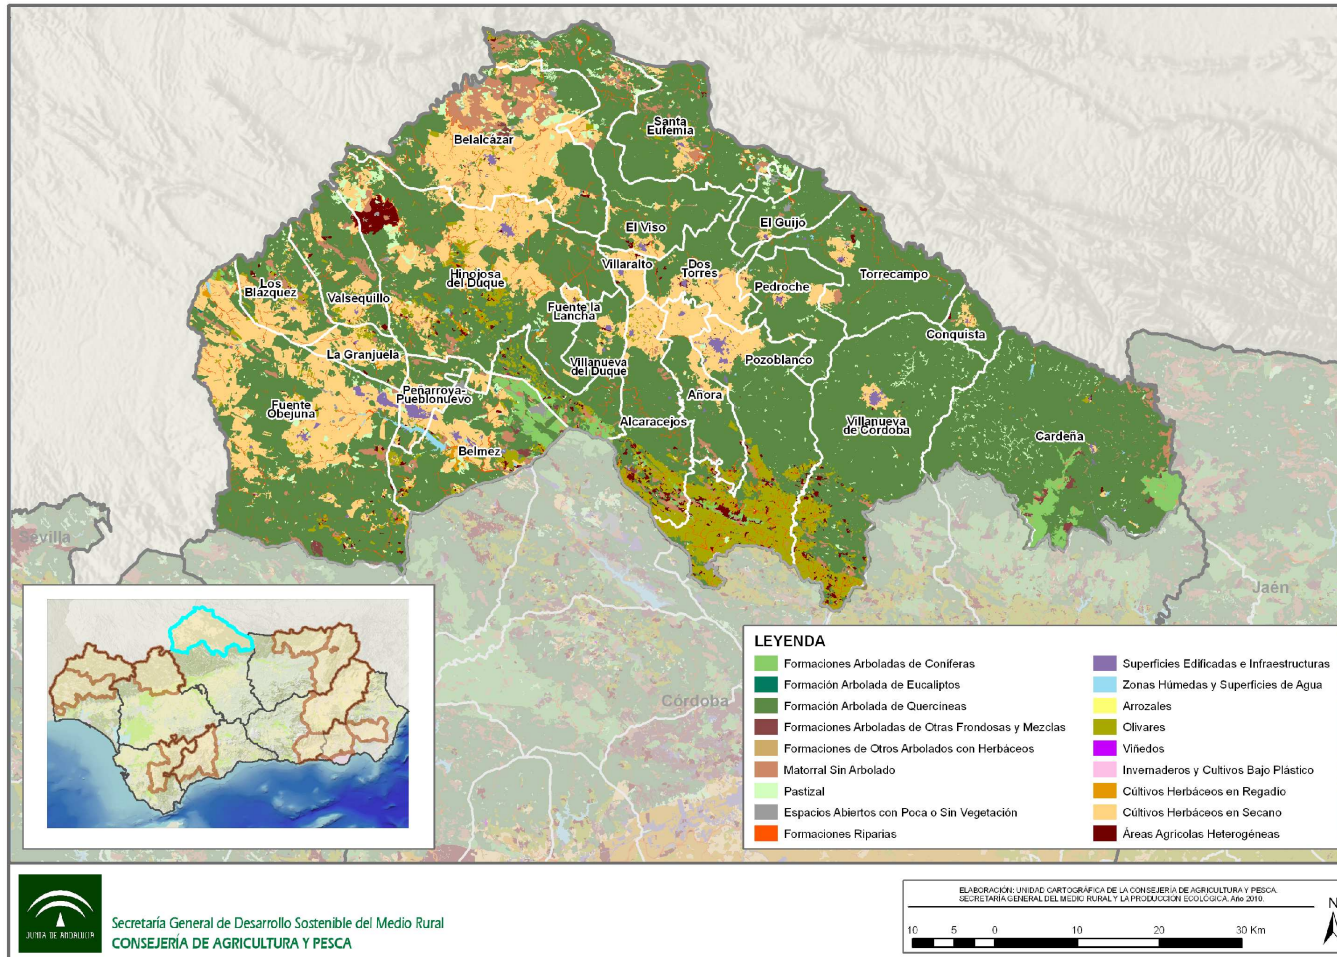 Santa
Eufemia
Belalcázar
El Viso
El Guijo
Villaralto
Dos
Torres
Hinojosa
del Duque
Pedroche
Torrecampo
Los
Blázquez
Valsequillo
Fuente la
Lancha
Conquista
La Granjuela
Villanueva
del Duque
Pozoblanco
Peñarroya-
Pueblonuevo
Añora
Fuente
Obejuna
Alcaracejos
Villanueva
de Córdoba
Cardeña
Belmez
Sevilla
Jaén
Córdoba
LEYENDA
Formaciones Arboladas de Coníferas
Formación Arbolada de Eucaliptos
Formación Arbolada de Quercíneas
Formaciones Arboladas de Otras Frondosas y Mezclas
Formaciones de Otros Arbolados con Herbáceos
Matorral Sin Arbolado
Pastizal
Espacios Abiertos con Poca o Sin Vegetación
Formaciones Riparias
Superficies Edificadas e Infraestructuras
Zonas Húmedas y Superficies de Agua
Arrozales
Olivares
Viñedos
Invernaderos y Cultivos Bajo Plástico
Cúltivos Herbáceos en Regadío
Cúltivos Herbáceos en Secano
Áreas Agrícolas Heterogéneas
JUNTA DE ANDALUCIA
Secretaría General de Desarrollo Sostenible del Medio Rural
CONSEJERÍA DE AGRICULTURA Y PESCA
ELABORACIÓN: UNIDAD CARTOGRÁFICA DE LA CONSEJERÍA DE AGRICULTURA Y PESCA.
SECRETARÍA GENERAL DEL MEDIO RURAL Y LA PRODUCCIÓN ECOLÓGICA. Año 2010.
10 5 0 10 20 30 Km
N